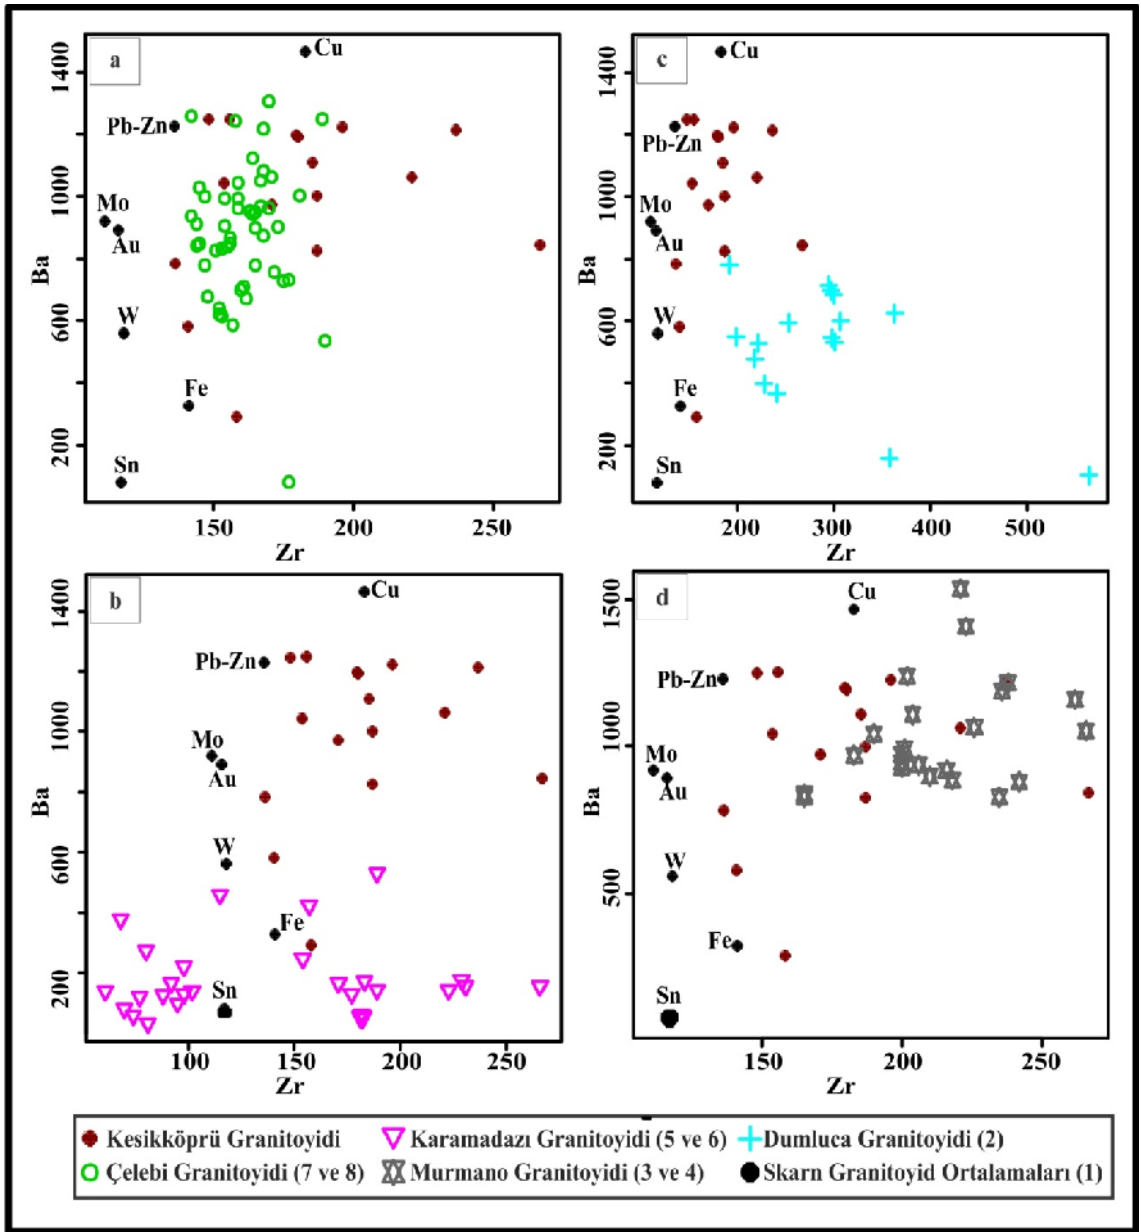 a
Cu
Pb-Zn
Mo
Au
W
Fe
Sn
200
600
1000
1400
Ba
150
200
250
Zr
c
Cu
Pb-Zn
Mo
Au
W
Fe
Sn
200
600
1000
1400
Ba
200
300
400
500
Zr
b
Cu
Pb-Zn
Mo
Au
W
Fe
Sn
200
600
1000
1400
Ba
100
150
200
250
Zr
d
Cu
Pb-Zn
Mo
Au
W
Fe
Sn
500
1000
1500
Ba
150
200
250
Zr
Kesikköprü Granitoyidi
Karamadazı Granitoyidi (5 ve 6)
Dumluca Granitoyidi (2)
Çelebi Granitoyidi (7 ve 8)
Murmano Granitoyidi (3 ve 4)
Skarn Granitoyid Ortalamaları (1)